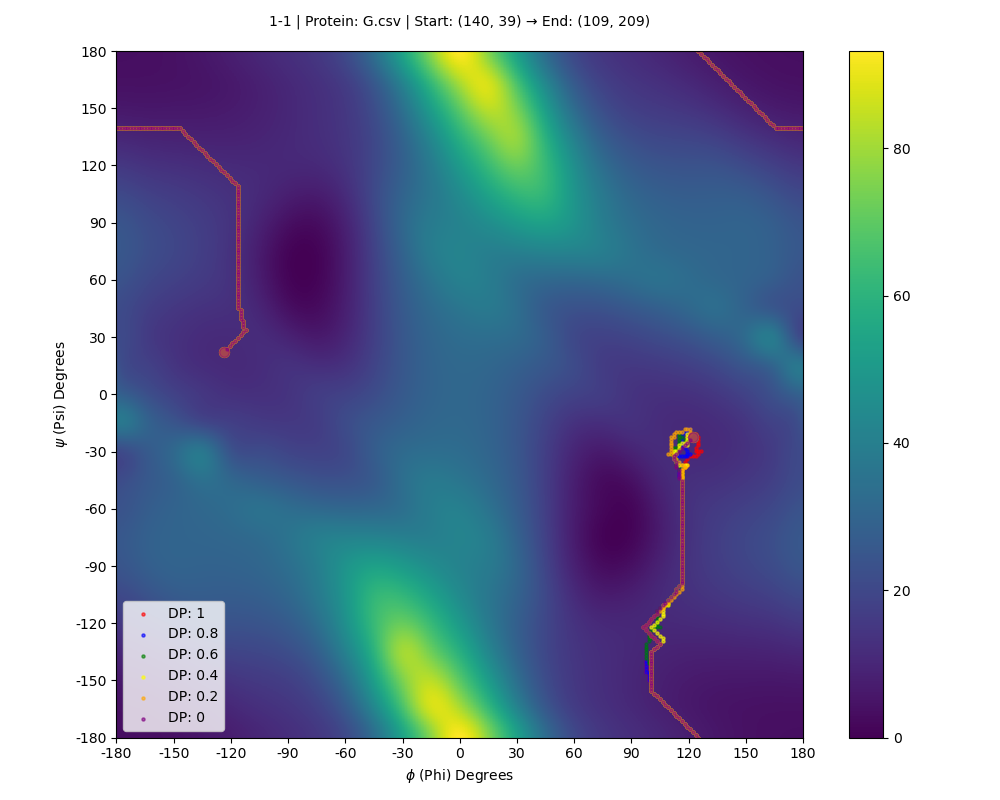 1-1 | Protein: G.csv | Start: (140, 39) → End: (109, 209)
180
150
120
90
60
30
0
-30
-60
-90
-120
-150
-180
ψ (Psi) Degrees
DP: 1
DP: 0.8
DP: 0.6
DP: 0.4
DP: 0.2
DP: 0
-180 -150 -120 -90 -60 -30 0 30 60 90 120 150 180
ϕ (Phi) Degrees
80
60
40
20
0